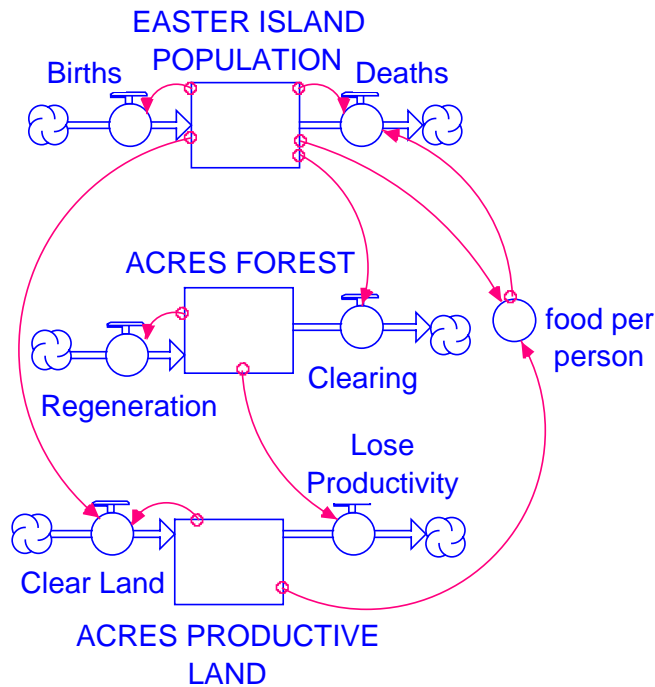 EASTER ISLAND
POPULATION
Births
Deaths
ACRES FOREST
food per
person
Regeneration
Clearing
Lose
Productivity
Clear Land
ACRES PRODUCTIVE
LAND